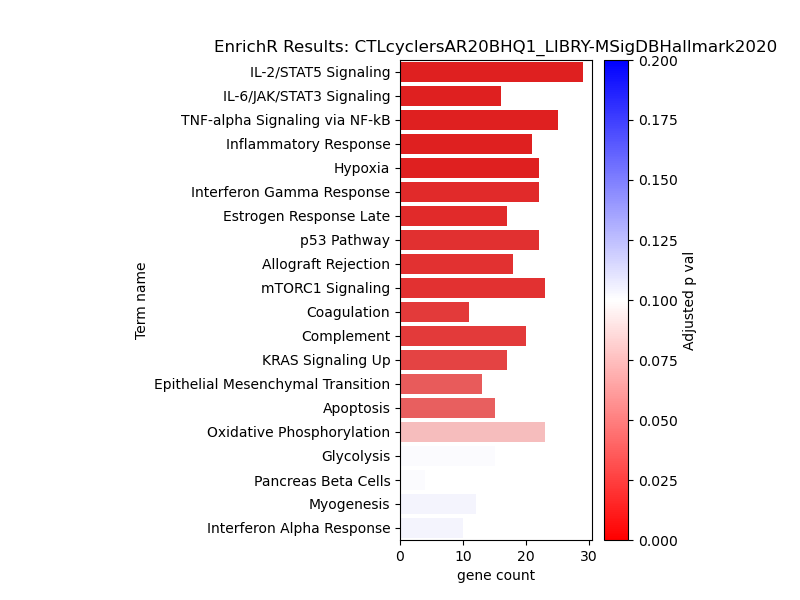 EnrichR Results: CTLcyclersAR20BHQ1_LIBRY-MSigDBHallmark2020
IL-2/STAT5 Signaling
IL-6/JAK/STAT3 Signaling
TNF-alpha Signaling via NF-kB
Inflammatory Response
Hypoxia
Interferon Gamma Response
Estrogen Response Late
p53 Pathway
Allograft Rejection
mTORC1 Signaling
Coagulation
Complement
KRAS Signaling Up
Epithelial Mesenchymal Transition
Apoptosis
Oxidative Phosphorylation
Glycolysis
Pancreas Beta Cells
Myogenesis
Interferon Alpha Response
Term name
0 10 20 30
gene count
0.200
0.175
0.150
0.125
0.100
0.075
0.050
0.025
0.000
Adjusted p val